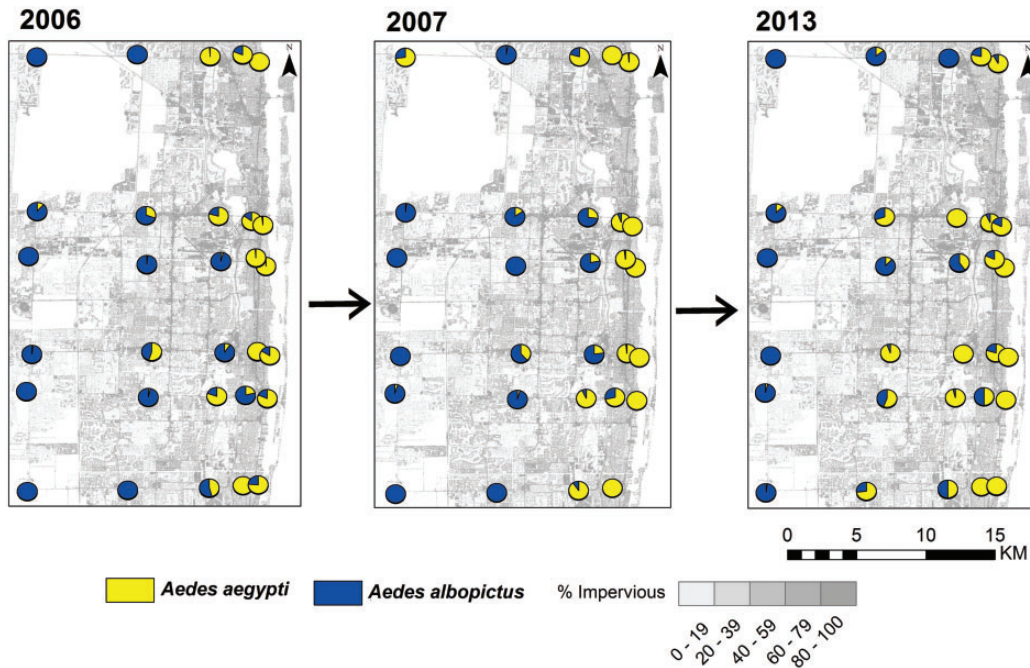 2006
2007
2013
N
N
N
0 5 10 15
KM
Aedes aegypti
Aedes albopictus
% Impervious
0 - 19
20 - 39
40 - 59
60 - 79
80 - 100